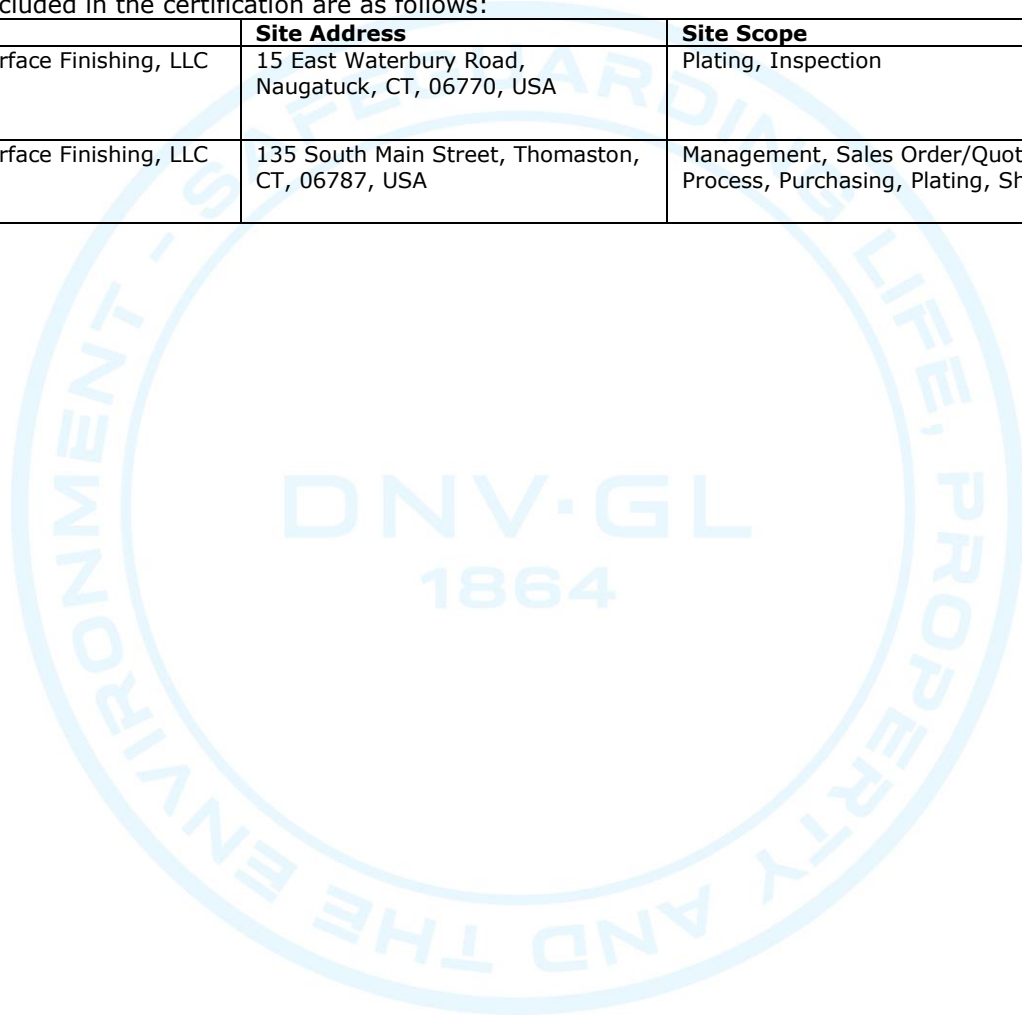 cluded in the certification are as follows:
Site Address Site Scope
rface Finishing, LLC 15 East Waterbury Road, Plating, Inspection
Naugatuck, CT, 06770, USA
rface Finishing, LLC 135 South Main Street, Thomaston, Management, Sales Order/Quot
CT, 06787, USA Process, Purchasing, Plating, Sh
SAFEGUARDING LIFE, PROPERTY AND THE ENVIRONMENT -
DNV·GL
1864